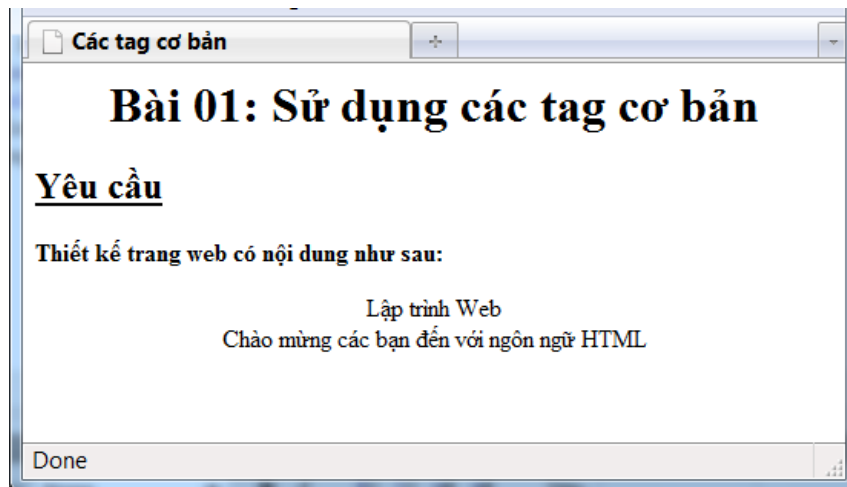 Các tag cơ bản
Bài 01: Sử dụng các tag cơ bản
Yêu cầu
Thiết kế trang web có nội dung như sau:
Lập trình Web
Chào mừng các bạn đến với ngôn ngữ HTML
Done